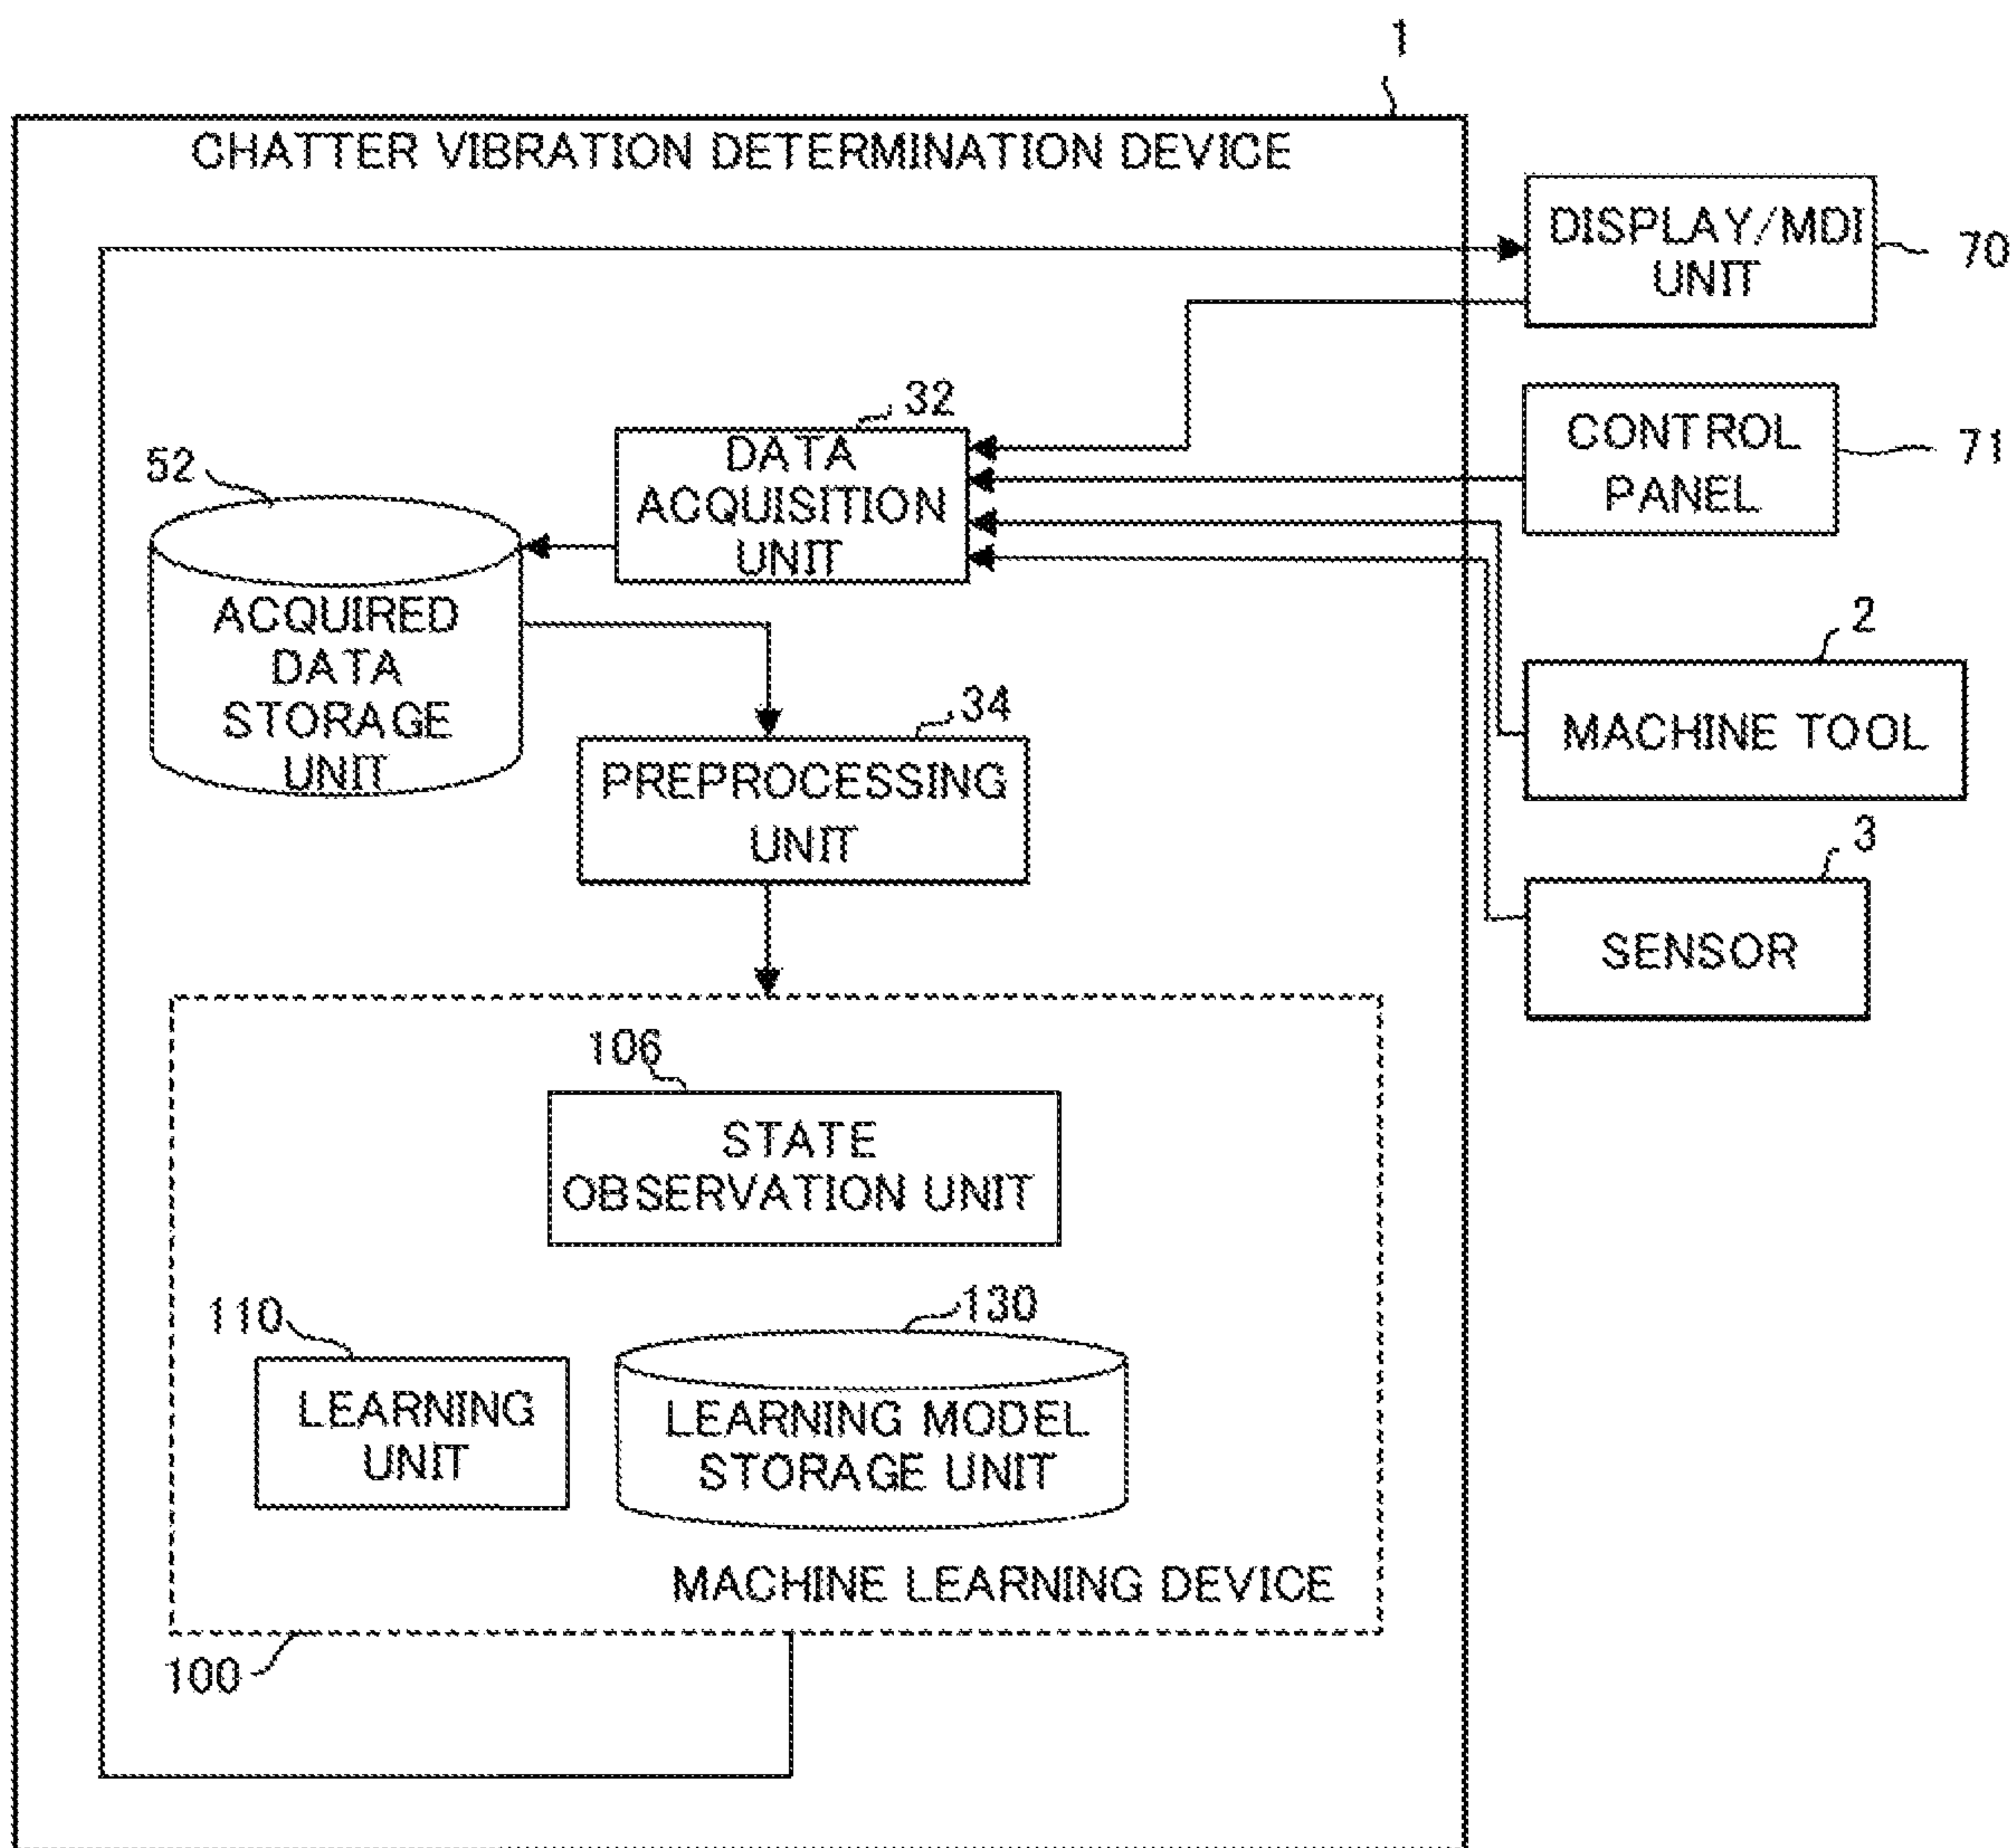 1
CHATTER VIBRATION DETERMINATION DEVICE
DISPLAY/MDI
UNIT
70
32
DATA
ACQUISITION
UNIT
CONTROL
PANEL
71
52
ACQUIRED
DATA
STORAGE
UNIT
2
MACHINE TOOL
34
PREPROCESSING
UNIT
3
SENSOR
106
STATE
OBSERVATION UNIT
110
LEARNING
UNIT
130
LEARNING MODEL
STORAGE UNIT
MACHINE LEARNING DEVICE
100